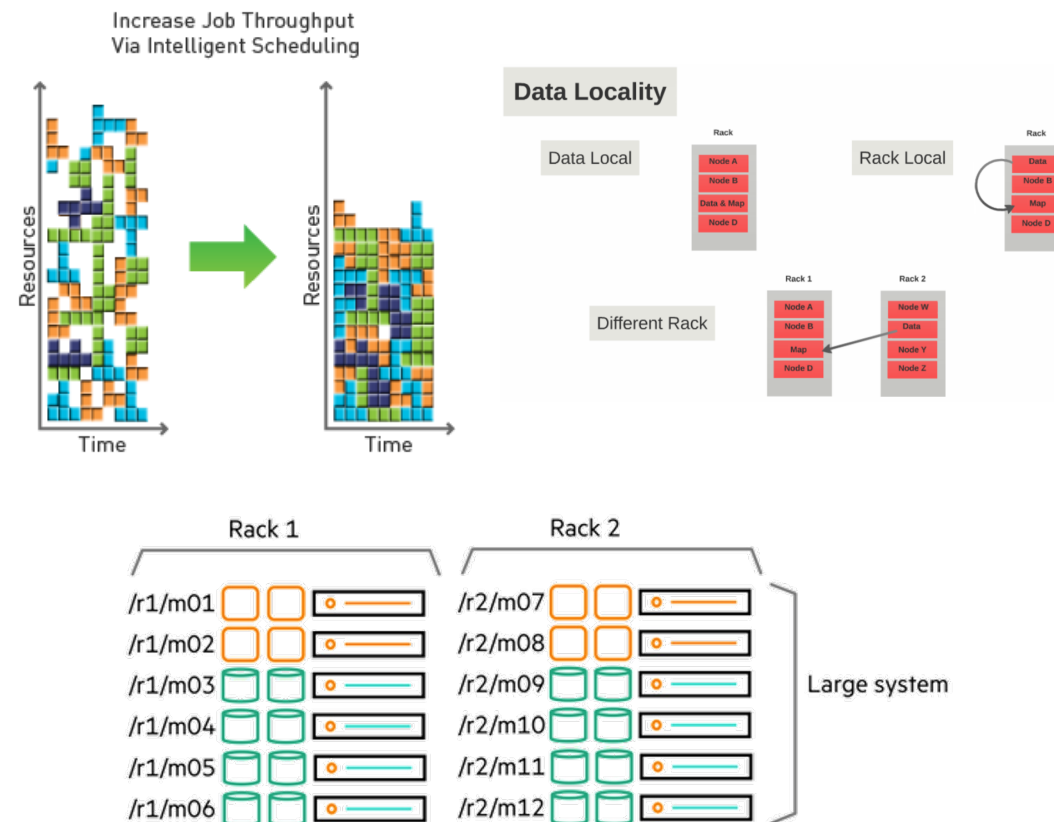 Increase Job Throughput
Via Intelligent Scheduling
Resources
Time
Resources
Time
Data Locality
Data Local
Rack
Node A
Node B
Data & Map
Node D
Rack Local
Rack
Data
Node B
Map
Node D
Different Rack
Rack 1
Node A
Node B
Map
Node D
Rack 2
Node W
Data
Node Y
Node Z
Rack 1
/r1/m01
/r1/m02
/r1/m03
/r1/m04
/r1/m05
/r1/m06
Rack 2
/r2/m07
/r2/m08
/r2/m09
/r2/m10
/r2/m11
/r2/m12
Large system